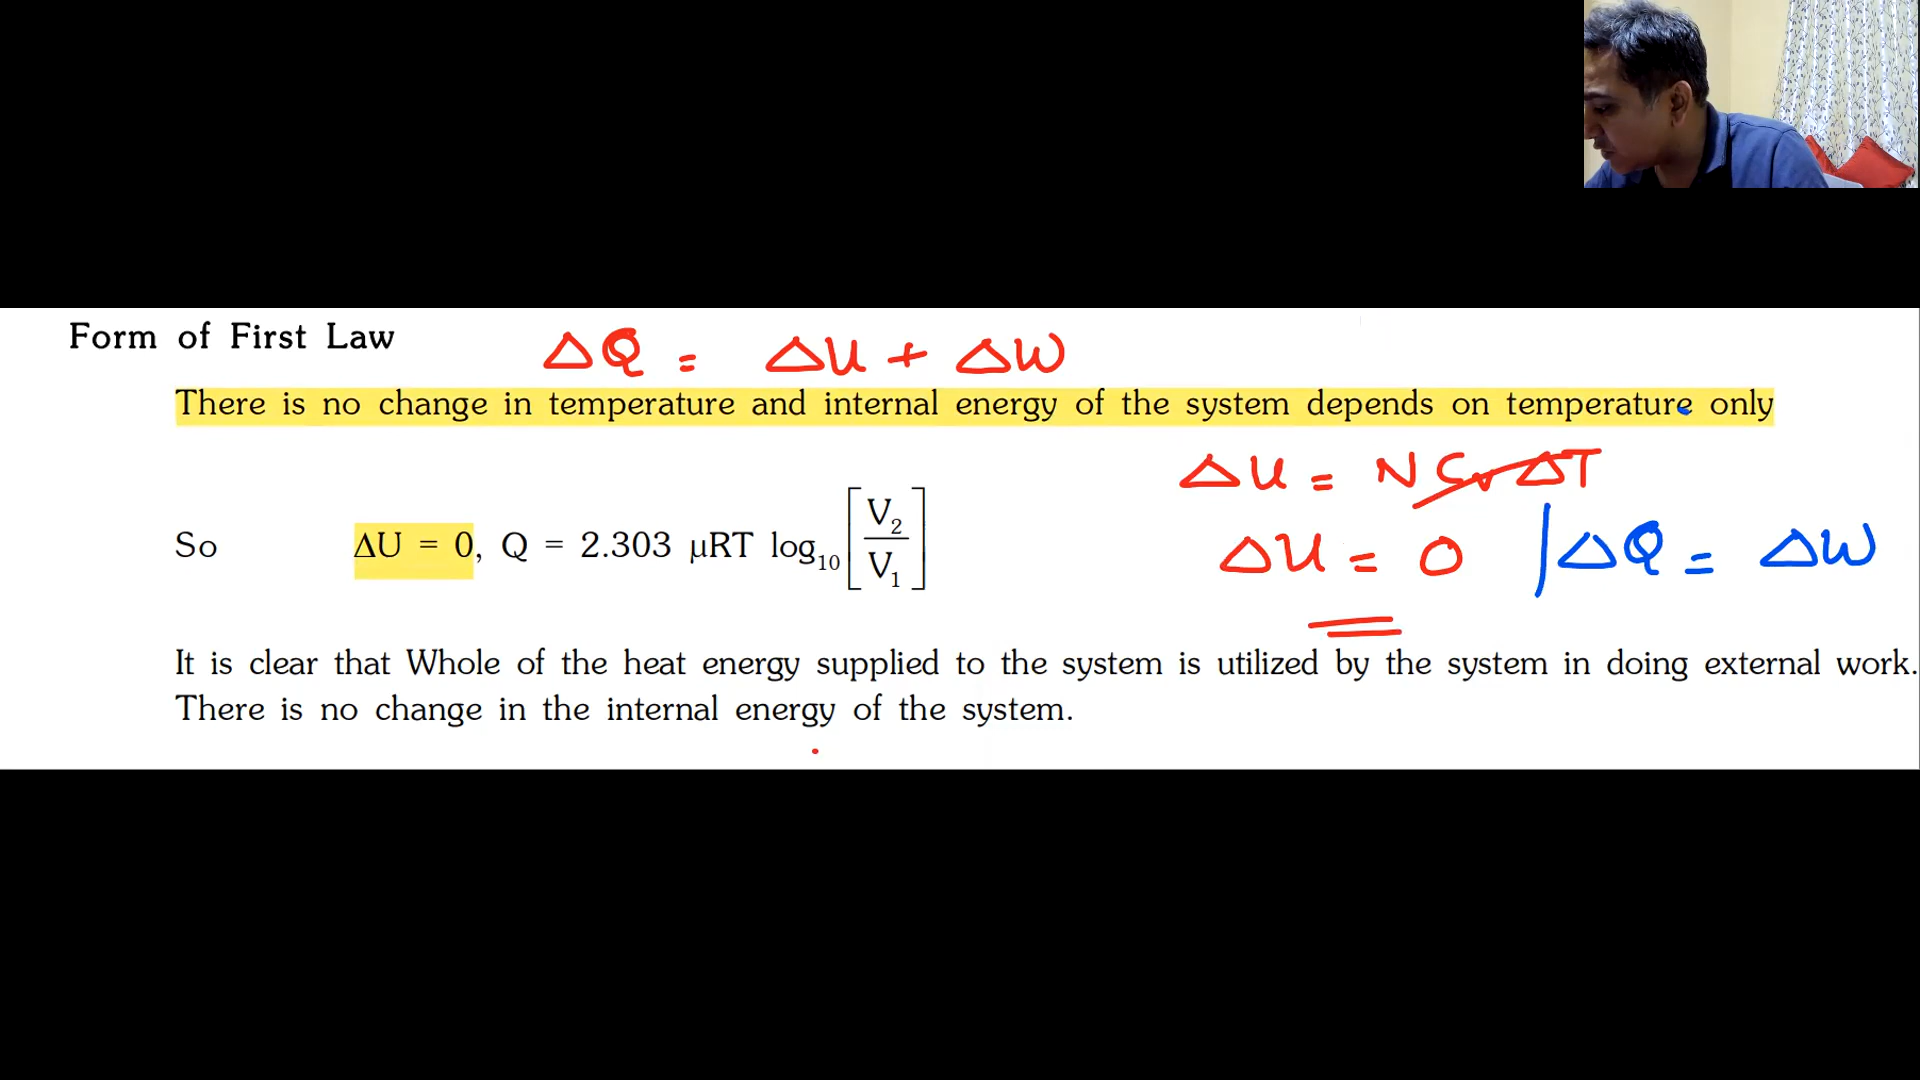 Form of First Law
ΔQ = ΔU + ΔW
There is no change in temperature and internal energy of the system depends on temperature only
ΔU = N Cv ΔT
So ΔU = 0, Q = 2.303 μRT log₁₀ [V₂/V₁]
ΔU = 0 | ΔQ = ΔW
It is clear that Whole of the heat energy supplied to the system is utilized by the system in doing external work.
There is no change in the internal energy of the system.